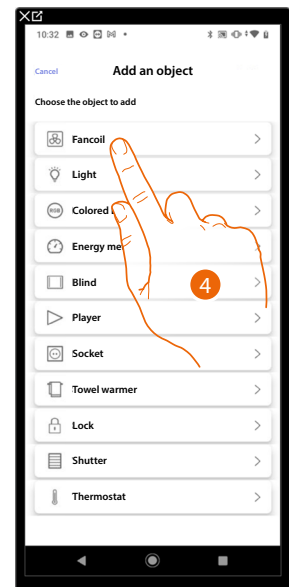 10:32
Cancel
Add an object
Choose the object to add
Fancoil
Light
RGB
Colored
Energy me
Blind
4
Player
Socket
Towel warmer
Lock
Shutter
Thermostat